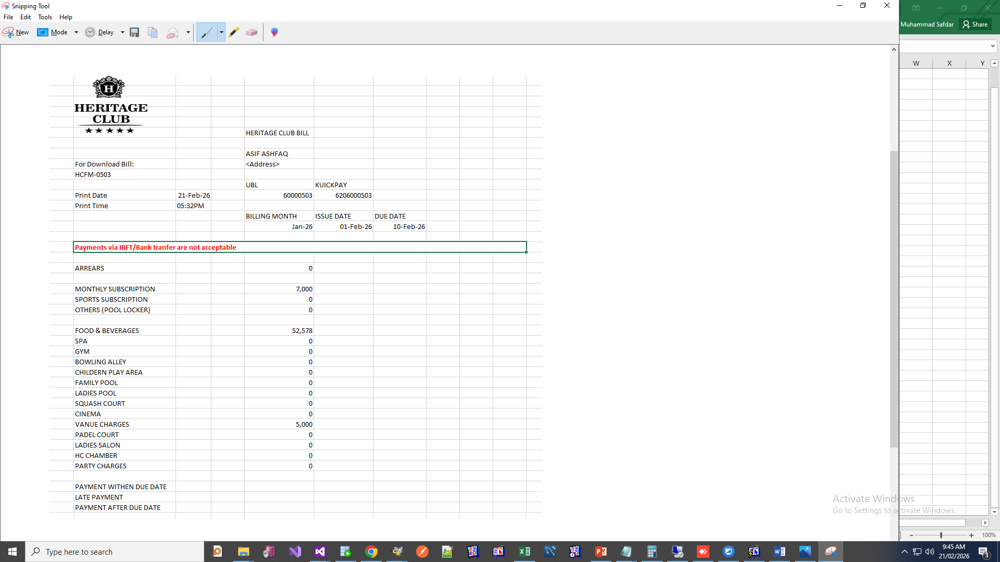 Snipping Tool
File Edit Tools Help
New Mode Delay
Muhammad Safdar Share
W X Y
H
HERITAGE
CLUB
HERITAGE CLUB BILL
ASIF ASHFAQ
For Download Bill: <Address>
HCFM-0503
UBL KUICKPAY
Print Date 21-Feb-26 60000503 6206000503
Print Time 05:32PM
BILLING MONTH ISSUE DATE DUE DATE
Jan-26 01-Feb-26 10-Feb-26
Payments via IBFT/Bank tranfer are not acceptable
ARREARS 0
MONTHLY SUBSCRIPTION 7,000
SPORTS SUBSCRIPTION 0
OTHERS (POOL LOCKER) 0
FOOD & BEVERAGES 52,578
SPA 0
GYM 0
BOWLING ALLEY 0
CHILDERN PLAY AREA 0
FAMILY POOL 0
LADIES POOL 0
SQUASH COURT 0
CINEMA 0
VANUE CHARGES 5,000
PADEL COURT 0
LADIES SALON 0
HC CHAMBER 0
PARTY CHARGES 0
PAYMENT WITHEN DUE DATE
LATE PAYMENT
PAYMENT AFTER DUE DATE
Activate Windows
Go to Settings to activate Windows.
100%
Type here to search
9:45 AM
21/02/2026
3